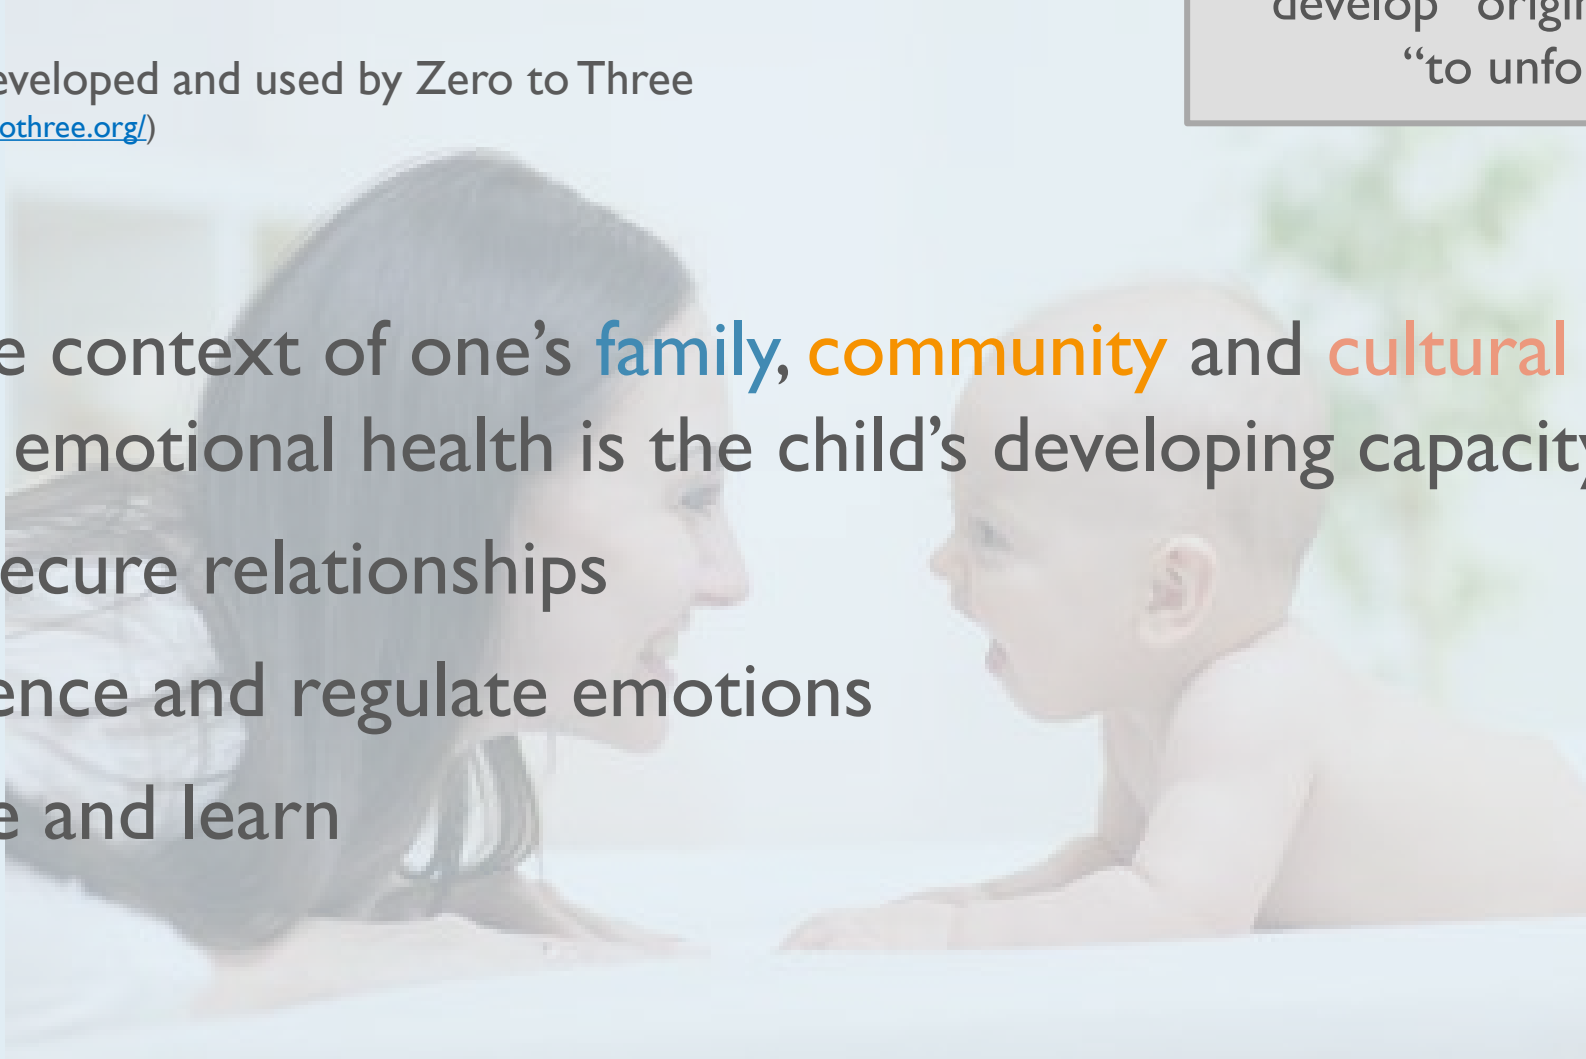 develop" origin
"to unfo
eveloped and used by Zero to Three
othree.org/)
e context of one's family, community and cultural
emotional health is the child's developing capacity
ecure relationships
ence and regulate emotions
e and learn